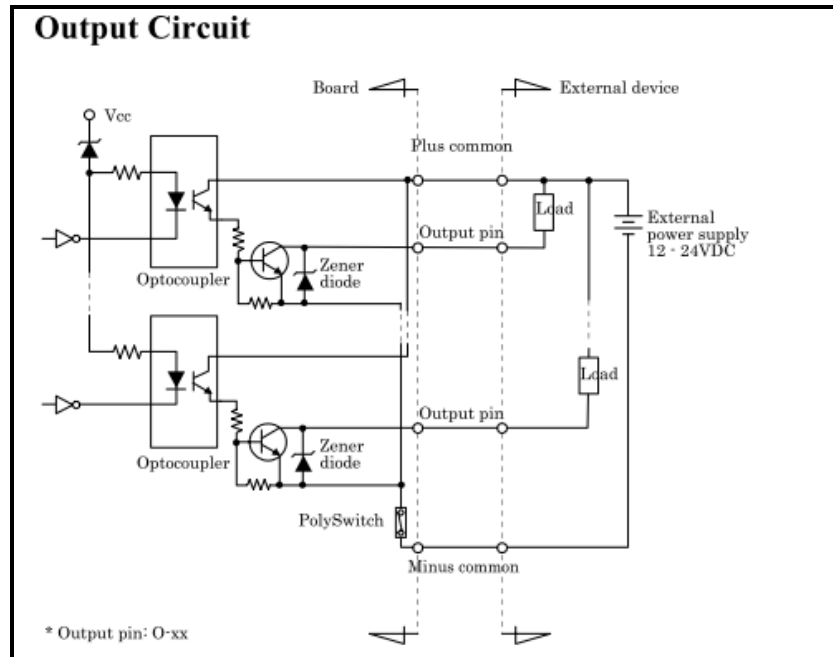 Output Circuit
Board
External device
Vcc
Plus common
Load
External
power supply
12 - 24VDC
Output pin
Zener
diode
Optocoupler
Load
Output pin
Zener
diode
Optocoupler
PolySwitch
Minus common
* Output pin: O-xx